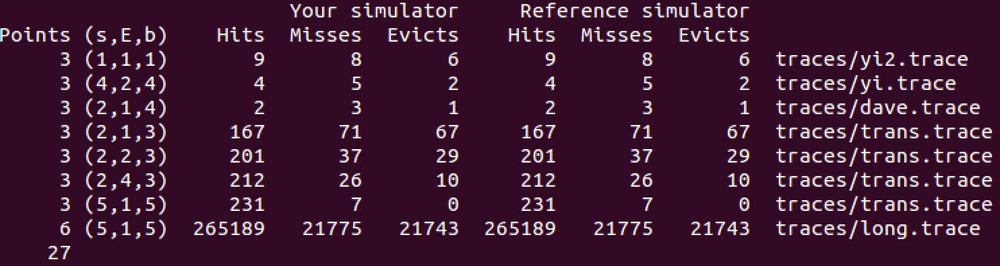 Your simulator Reference simulator
Points (s,E,b) Hits Misses Evicts Hits Misses Evicts
3 (1,1,1) 9 8 6 9 8 6 traces/yi2.trace
3 (4,2,4) 4 5 2 4 5 2 traces/yi.trace
3 (2,1,4) 2 3 1 2 3 1 traces/dave.trace
3 (2,1,3) 167 71 67 167 71 67 traces/trans.trace
3 (2,2,3) 201 37 29 201 37 29 traces/trans.trace
3 (2,4,3) 212 26 10 212 26 10 traces/trans.trace
3 (5,1,5) 231 7 0 231 7 0 traces/trans.trace
6 (5,1,5) 265189 21775 21743 265189 21775 21743 traces/long.trace
27